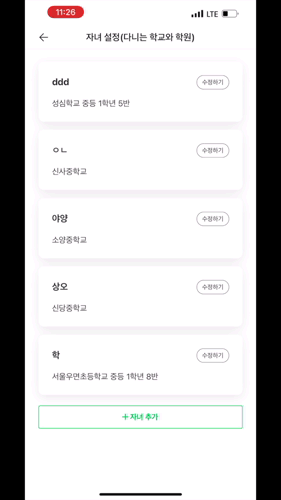 11:26
LTE
자녀 설정(다니는 학교와 학원)
ddd
수정하기
성심학교 중등 1학년 5반
ㅇㄴ
수정하기
신사중학교
야양
수정하기
소양중학교
상오
수정하기
신당중학교
학
수정하기
서울우면초등학교 중등 1학년 8반
+ 자녀 추가